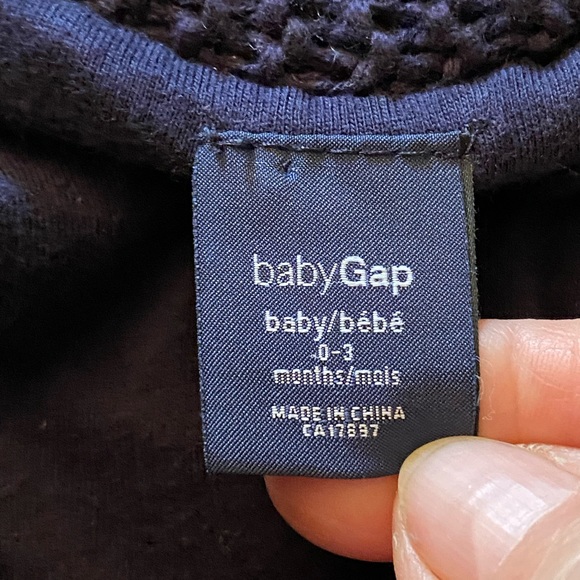 babyGap
baby/bébé
0-3
months/mois
MADE IN CHINA
CA17897